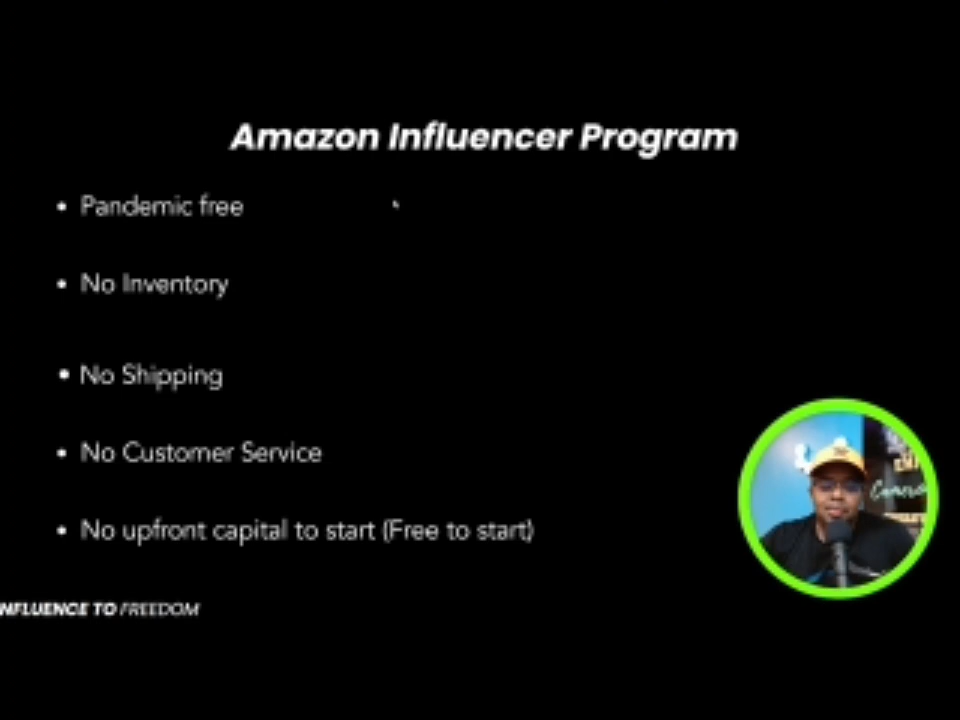 Amazon Influencer Program
• Pandemic free
• No Inventory
• No Shipping
• No Customer Service
• No upfront capital to start (Free to start)
NFLUENCE TO FREEDOM